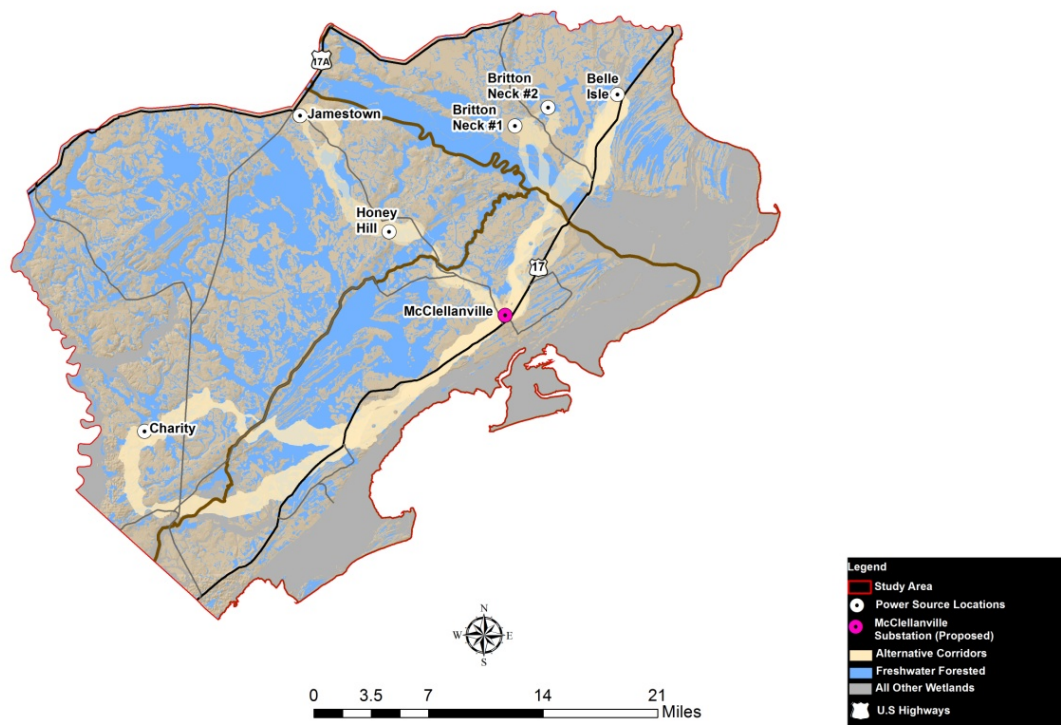 17A
Jamestown
Britton
Neck #2
Belle
Isle
Britton
Neck #1
Honey
Hill
17
McClellanville
Charity
N
W E
S
0 3.5 7 14 21
Miles
Legend
Study Area
Power Source Locations
McClellanville
Substation (Proposed)
Alternative Corridors
Freshwater Forested
All Other Wetlands
U.S Highways